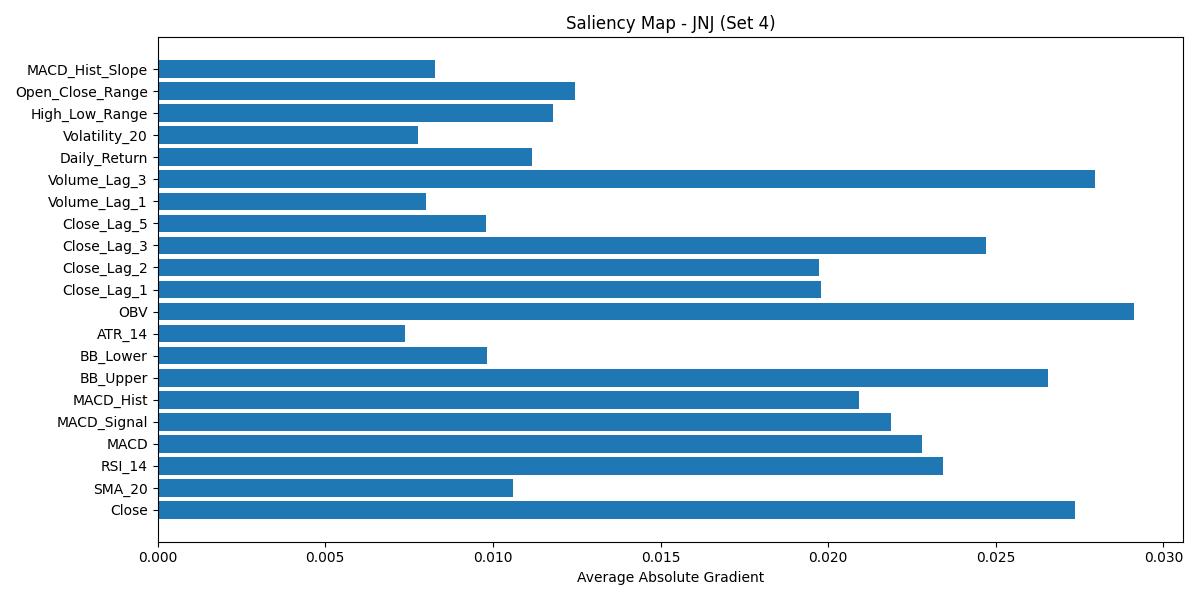 Saliency Map - JNJ (Set 4)
MACD_Hist_Slope
Open_Close_Range
High_Low_Range
Volatility_20
Daily_Return
Volume_Lag_3
Volume_Lag_1
Close_Lag_5
Close_Lag_3
Close_Lag_2
Close_Lag_1
OBV
ATR_14
BB_Lower
BB_Upper
MACD_Hist
MACD_Signal
MACD
RSI_14
SMA_20
Close
0.000 0.005 0.010 0.015 0.020 0.025 0.030
Average Absolute Gradient